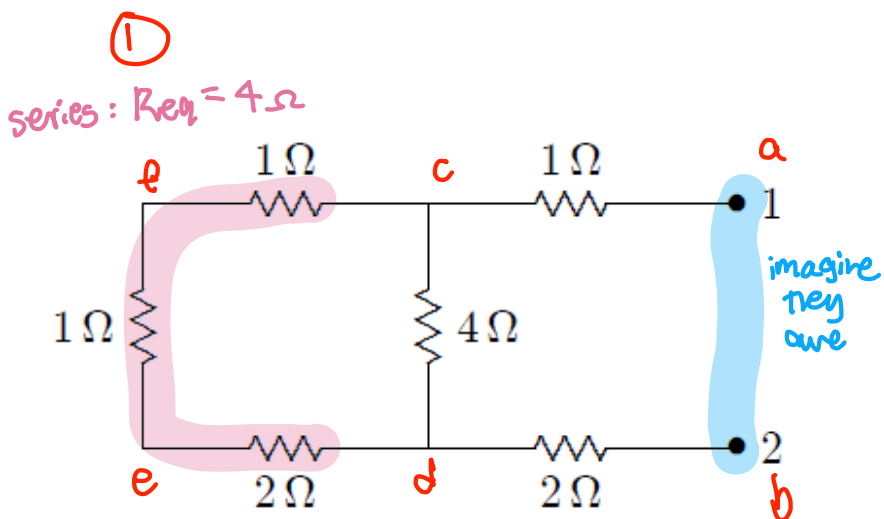 1
series: Req = 4Ω
f 1Ω c 1Ω a
1
imagine
they
are
1Ω 4Ω
2
e 2Ω d 2Ω b